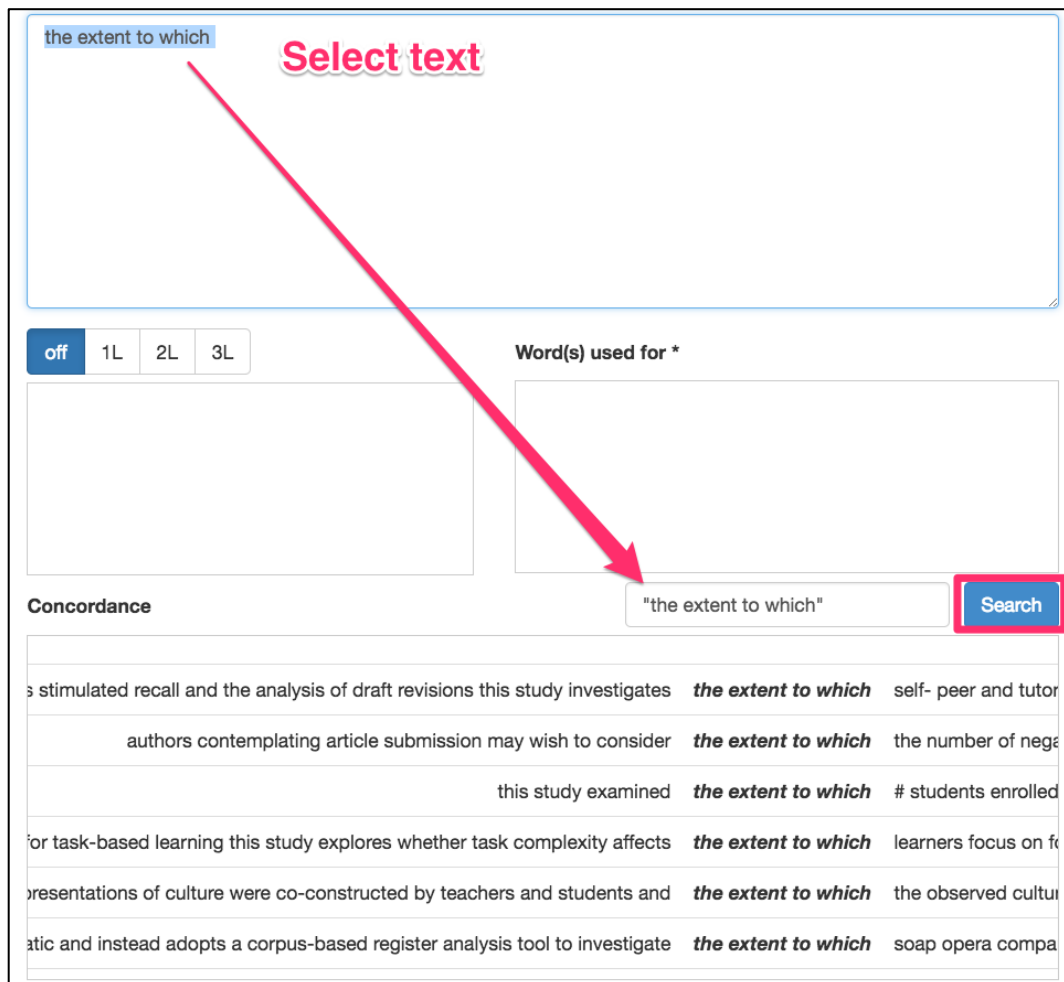 the extent to which
Select text
off 1L 2L 3L Word(s) used for *
Concordance "the extent to which" Search
s stimulated recall and the analysis of draft revisions this study investigates the extent to which self- peer and tutor
authors contemplating article submission may wish to consider the extent to which the number of nega
this study examined the extent to which # students enrolled
for task-based learning this study explores whether task complexity affects the extent to which learners focus on fo
presentations of culture were co-constructed by teachers and students and the extent to which the observed cultu
atic and instead adopts a corpus-based register analysis tool to investigate the extent to which soap opera compa